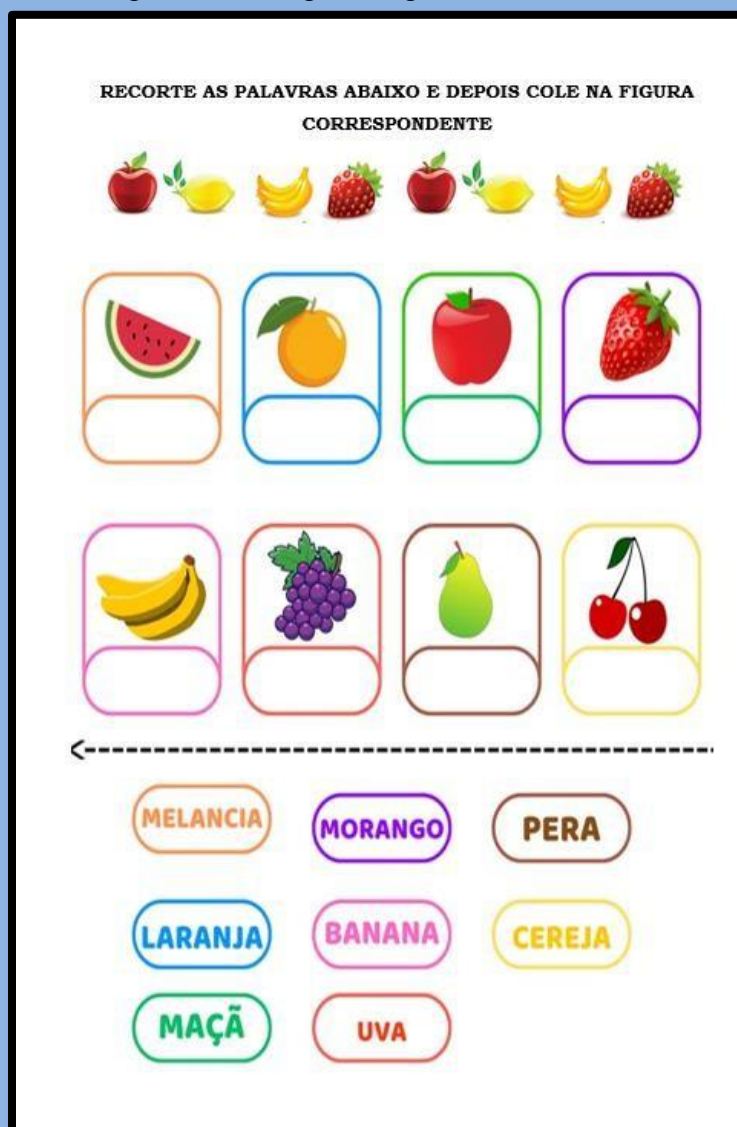 RECORTE AS PALAVRAS ABAIXO E DEPOIS COLE NA FIGURA
CORRESPONDENTE
MELANCIA
MORANGO
PERA
LARANJA
BANANA
CEREJA
MAÇÃ
UVA